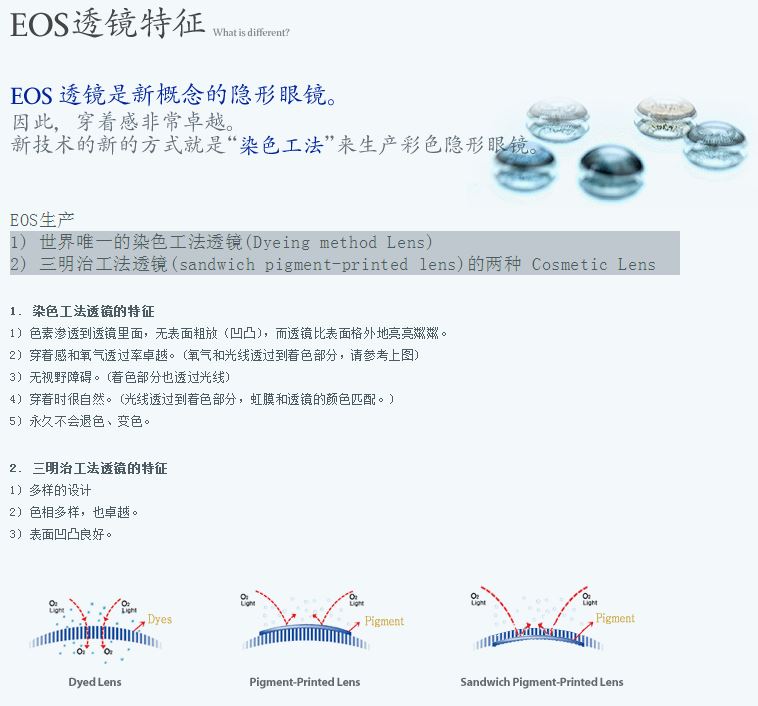 EOS透镜特征 What is different?
EOS 透镜是新概念的隐形眼镜。
因此，穿着感非常卓越。
新技术的新的方式就是“染色工法”来生产彩色隐形眼镜。
EOS生产
1) 世界唯一的染色工法透镜(Dyeing method Lens)
2) 三明治工法透镜(sandwich pigment-printed lens)的两种 Cosmetic Lens
1. 染色工法透镜的特征
1) 色素渗透到透镜里面，无表面粗放 (凹凸)，而透镜比表面格外地亮亮粼粼。
2) 穿着感和氧气透过率卓越。(氧气和光线透过到着色部分，请参考上图)
3) 无视野障碍。(着色部分也透过光线)
4) 穿着时很自然。(光线透过到着色部分，虹膜和透镜的颜色匹配。)
5) 永久不会退色、变色。
2. 三明治工法透镜的特征
1) 多样的设计
2) 色相多样，也卓越。
3) 表面凹凸良好。
O2 Light O2 Light Dyes O2 O2
O2 Light O2 Light Pigment
O2 Light O2 Light Pigment
Dyed Lens
Pigment-Printed Lens
Sandwich Pigment-Printed Lens